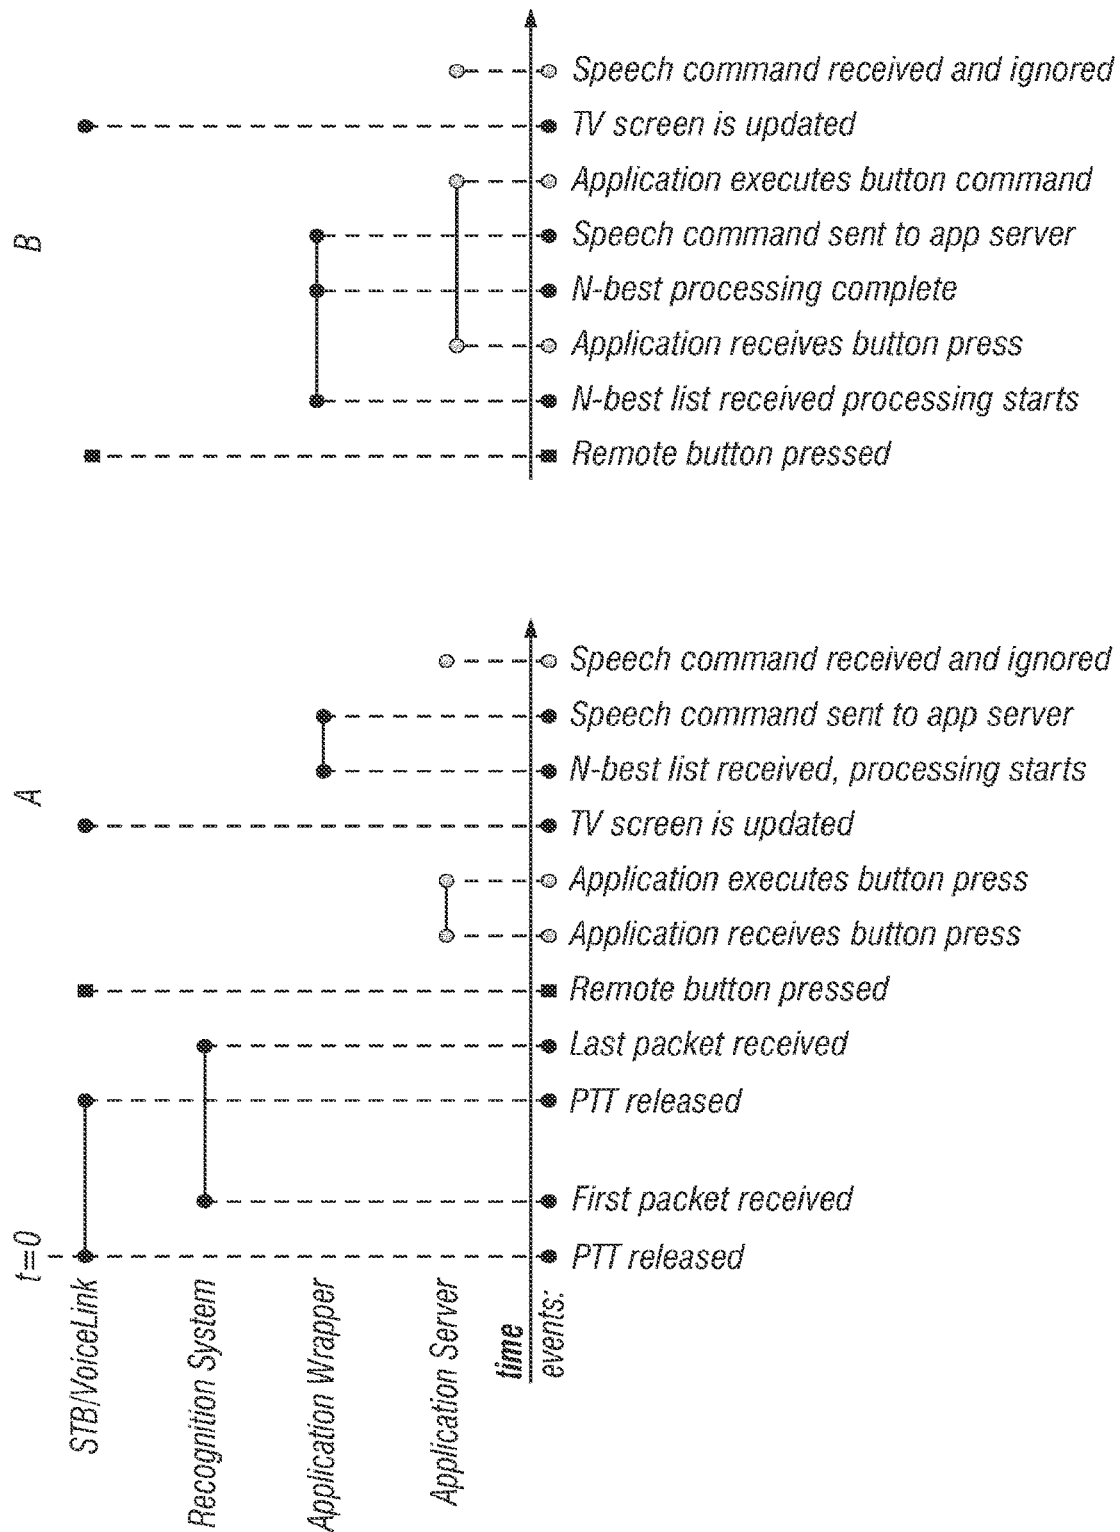 B
Speech command received and ignored
TV screen is updated
Application executes button command
Speech command sent to app server
N-best processing complete
Application receives button press
N-best list received processing starts
Remote button pressed
A
Speech command received and ignored
Speech command sent to app server
N-best list received, processing starts
TV screen is updated
Application executes button press
Application receives button press
Remote button pressed
Last packet received
PTT released
First packet received
t=0
PTT released
STB/VoiceLink
Recognition System
Application Wrapper
Application Server
time
events: